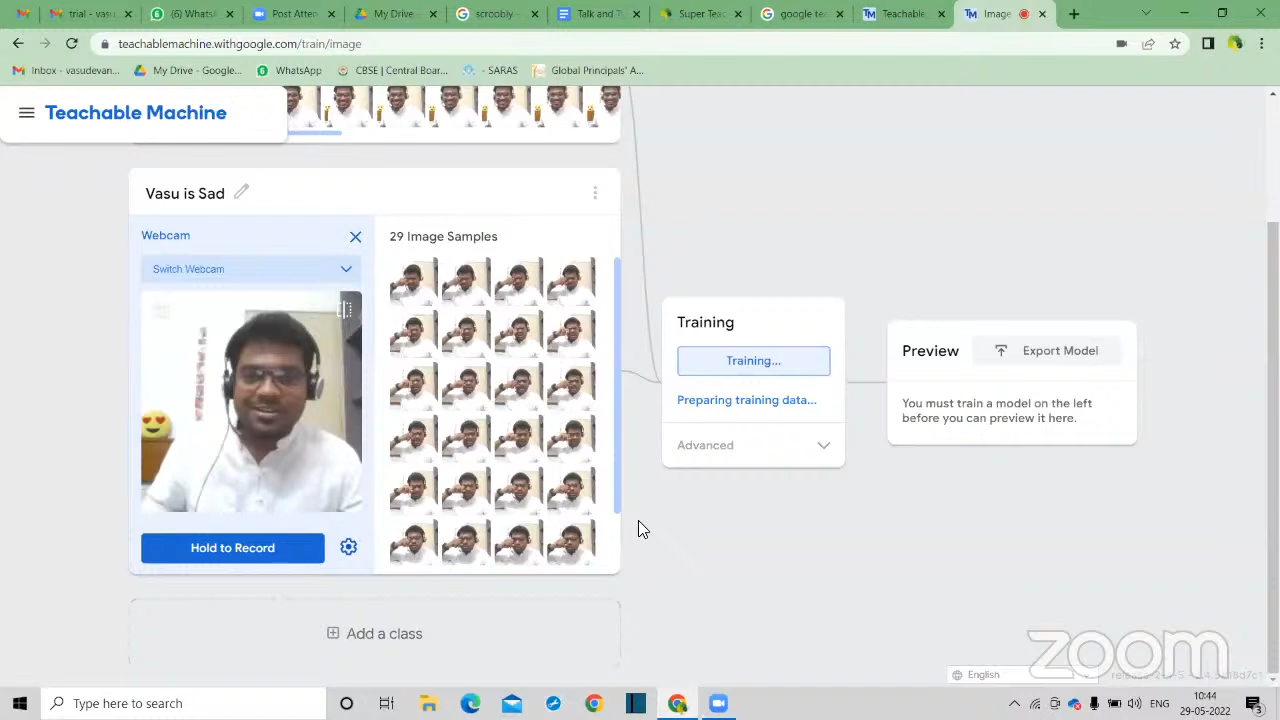 trial - vasud
(6) Whats
Post Atten
My Drive
scroobly -
Talk and T
Super Teac
google tea
Teachable
Image
teachablemachine.withgoogle.com/train/image
Inbox - vasudevan...
My Drive - Google...
WhatsApp
CBSE | Central Boar...
- SARAS
Global Principals' A...
Teachable Machine
Vasu is Sad
Webcam
29 Image Samples
Switch Webcam
Training
Training...
Preview
Export Model
Preparing training data...
You must train a model on the left
before you can preview it here.
Advanced
Hold to Record
Add a class
zoom
English
Type here to search
ENG
10:44
29-05-2022
3